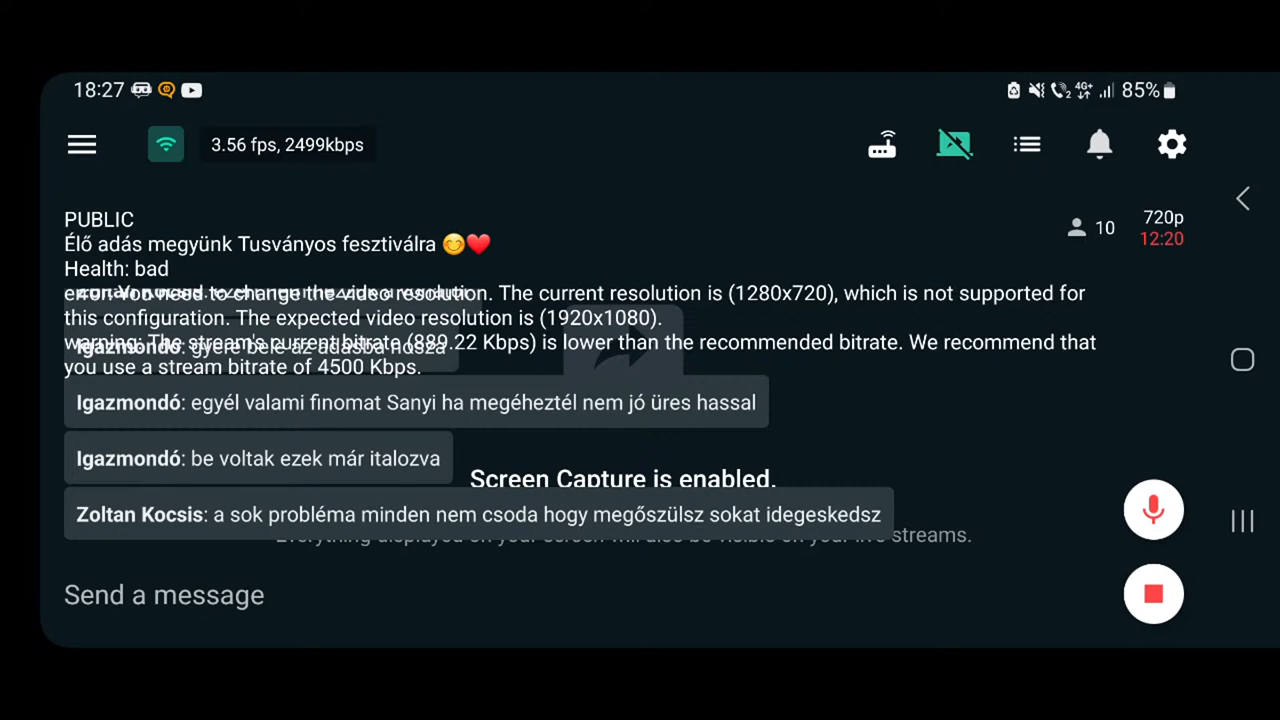 18:27 2 4G+ 85%
3.56 fps, 2499kbps
PUBLIC
Élő adás megyünk Tusványos fesztiválra 😊❤️
10 720p
12:20
Health: bad
error: You need to change the video resolution. The current resolution is (1280x720), which is not supported for
this configuration. The expected video resolution is (1920x1080).
warning: The stream's current bitrate (889.22 Kbps) is lower than the recommended bitrate. We recommend that
you use a stream bitrate of 4500 Kbps.
Igazmondó: gyere bele az adásba húsza
Igazmondó: egyél valami finomat Sanyi ha megéheztél nem jó üres hassal
Igazmondó: be voltak ezek már italozva
Screen Capture is enabled.
Zoltan Kocsis: a sok probléma minden nem csoda hogy megőszülsz sokat idegeskedsz
Everything displayed on your screen will also be visible on your live streams.
Send a message